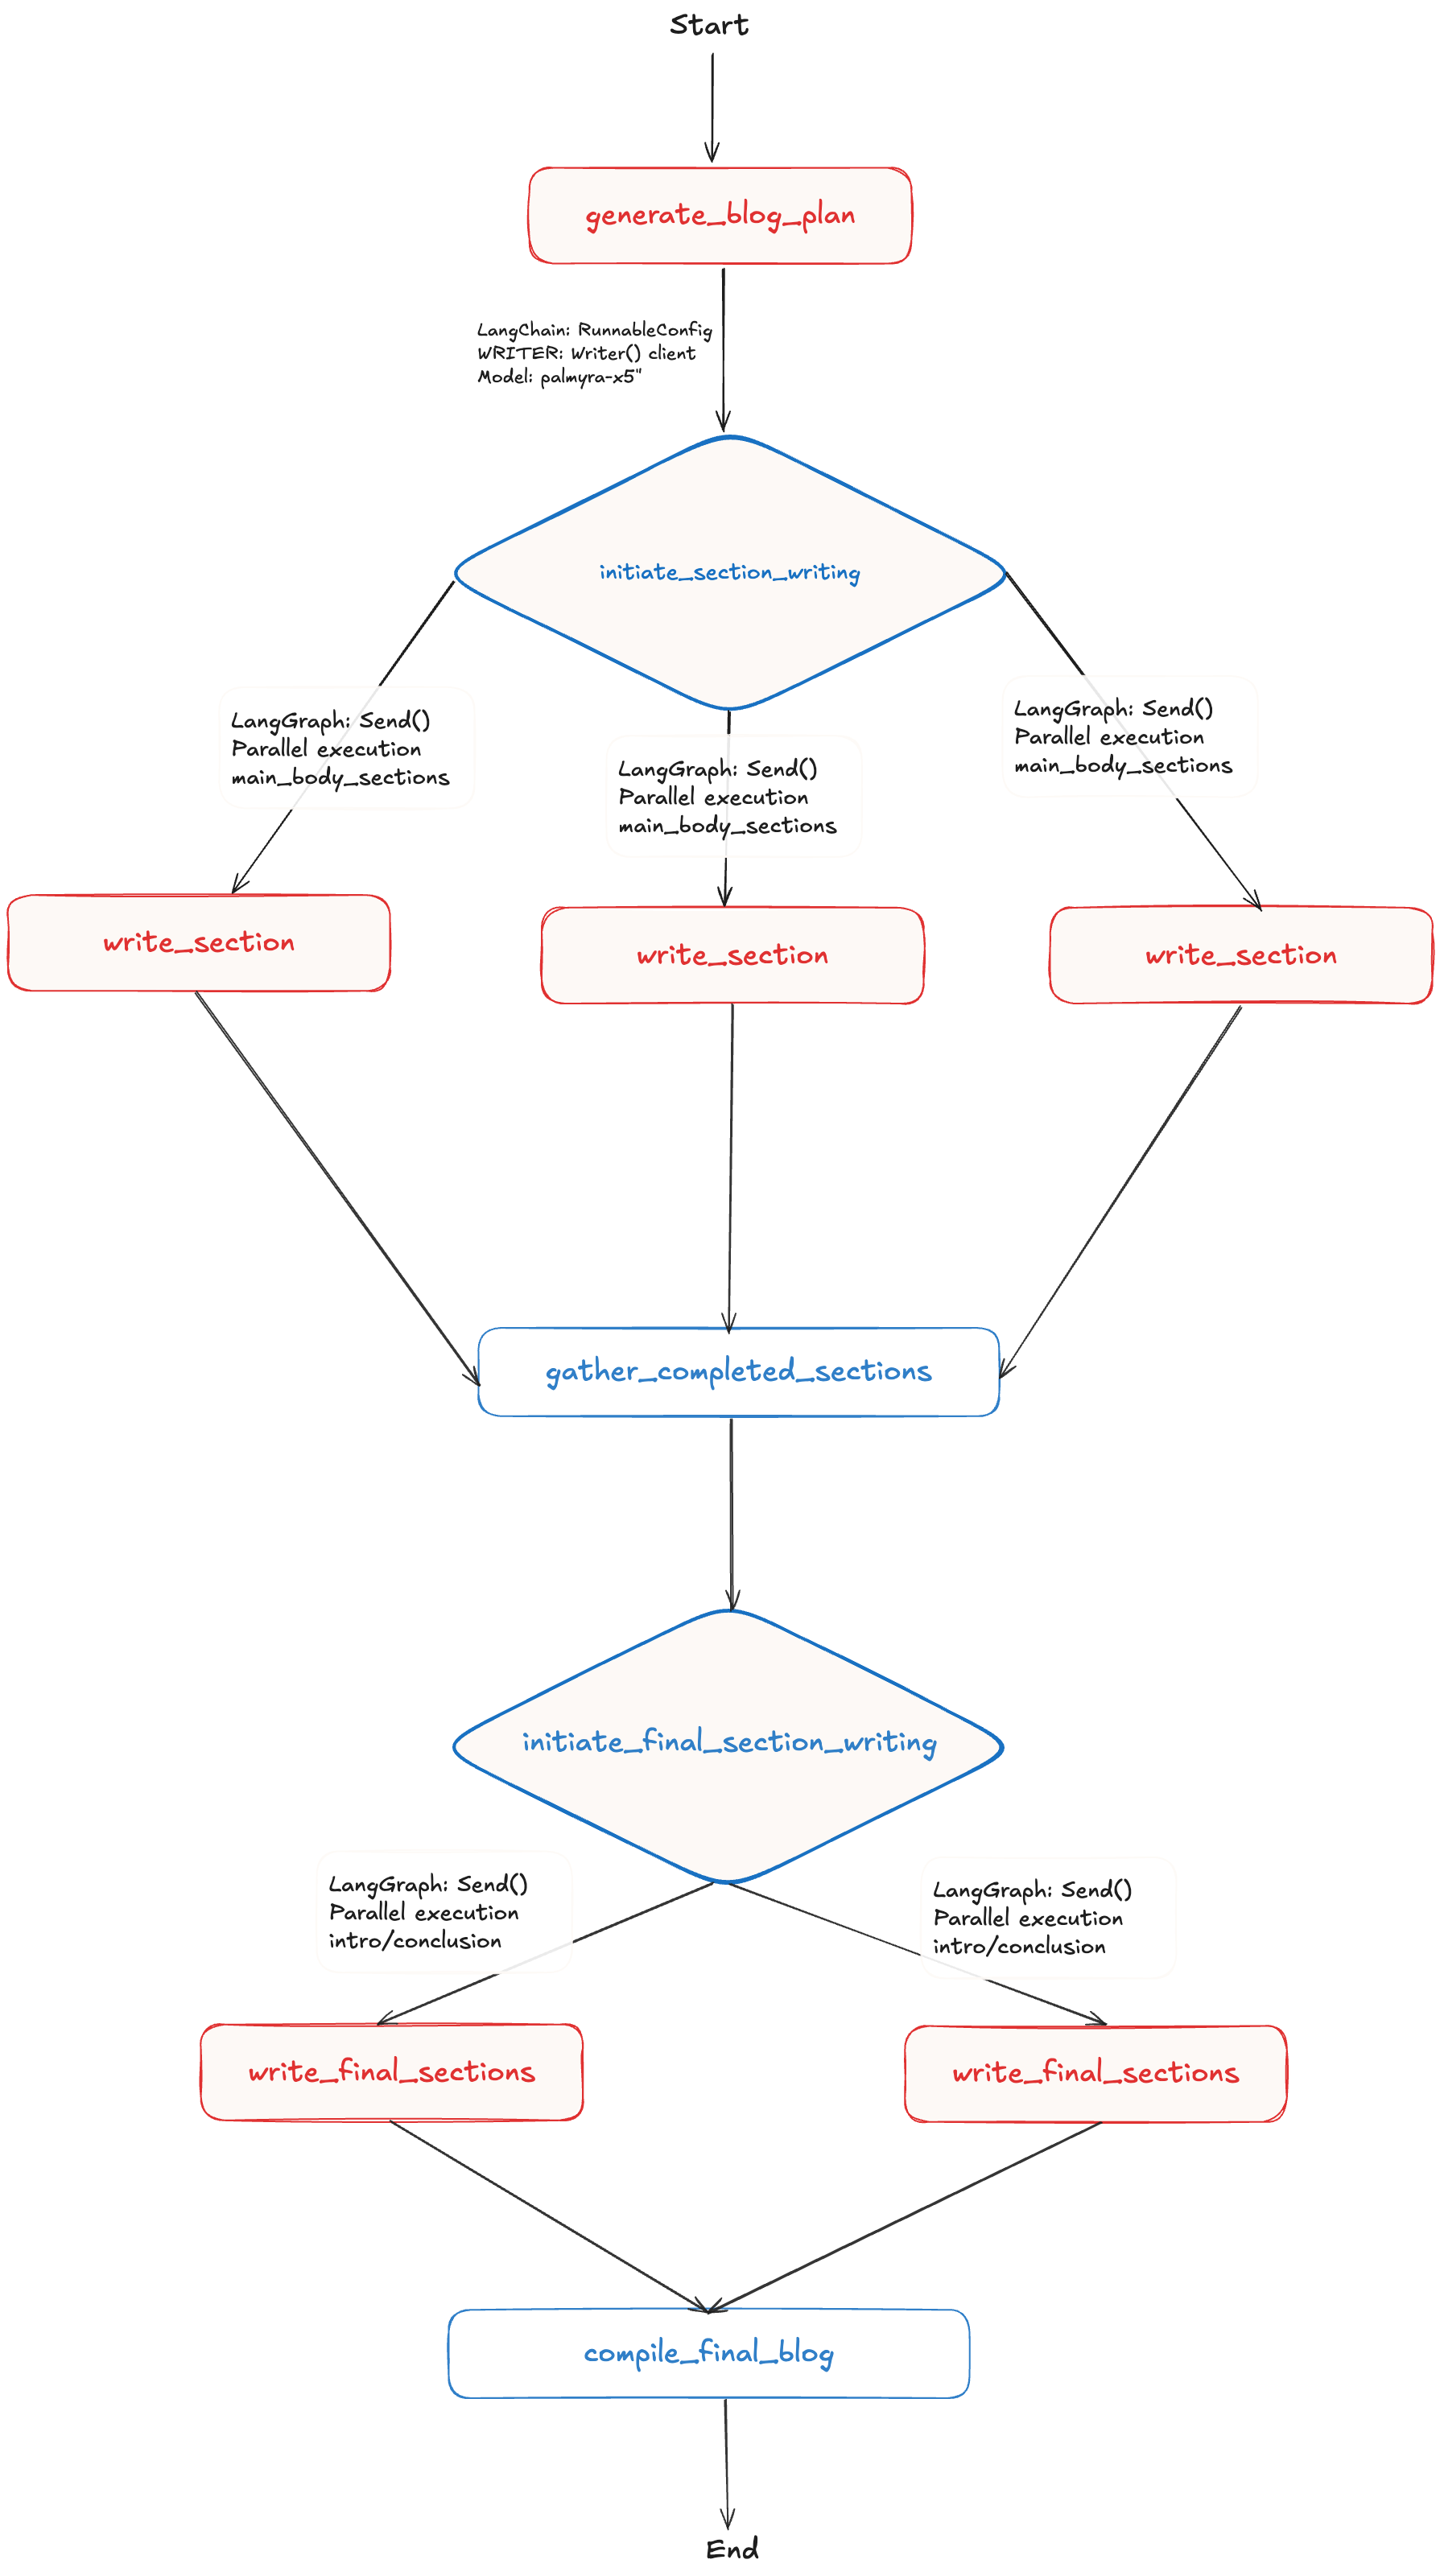 Start
generate_blog_plan
LangChain: RunnableConfig
WRITER: Writer() client
Model: palmyra-x5"
initiate_section_writing
LangGraph: Send()
Parallel execution
main_body_sections
LangGraph: Send()
Parallel execution
main_body_sections
LangGraph: Send()
Parallel execution
main_body_sections
write_section
write_section
write_section
gather_completed_sections
initiate_final_section_writing
LangGraph: Send()
Parallel execution
intro/conclusion
LangGraph: Send()
Parallel execution
intro/conclusion
write_final_sections
write_final_sections
compile_final_blog
End